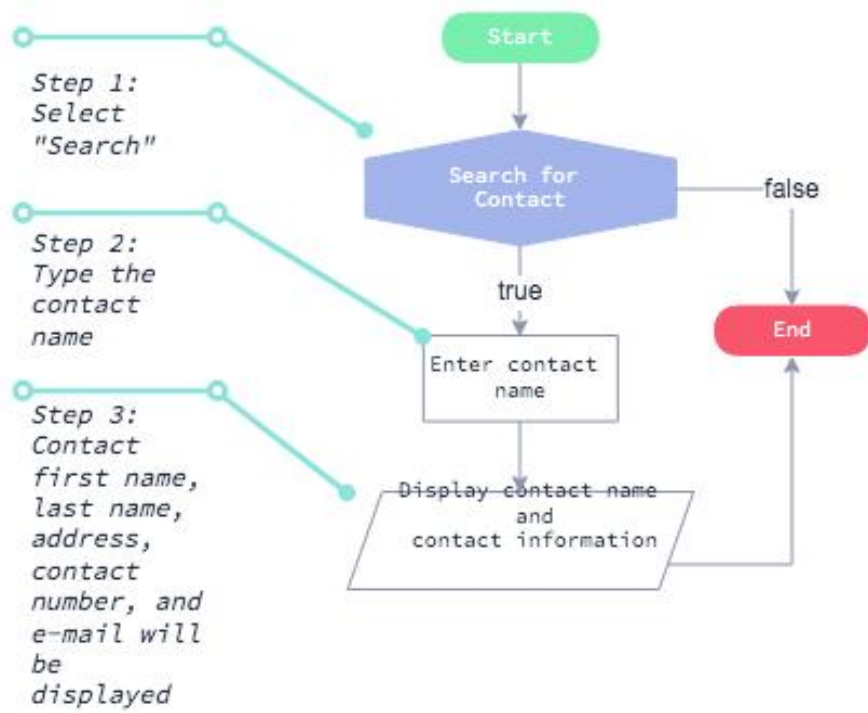 Start
Step 1:
Select
"Search"
Search for
Contact
false
Step 2:
Type the
contact
name
true
End
Enter contact
name
Step 3:
Contact
first name,
last name,
address,
contact
number, and
e-mail will
be
displayed
Display contact name
and
contact information